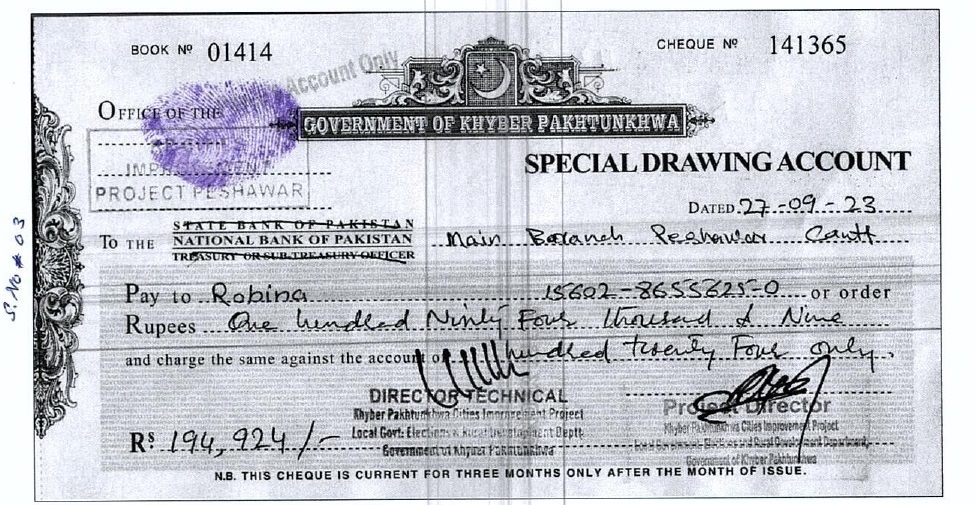 BOOK Nº 01414
CHEQUE Nº 141365
Account Only
OFFICE OF THE
GOVERNMENT OF KHYBER PAKHTUNKHWA
IMPROVEMENT
PROJECT PESHAWAR
SPECIAL DRAWING ACCOUNT
DATED 27-09-23
S.No # 03
STATE BANK OF PAKISTAN
TO THE NATIONAL BANK OF PAKISTAN Main Branch Peshawar Cantt
TREASURY OR SUB-TREASURY OFFICER
Pay to Robina 15602-8655625-0 or order
Rupees One hundred Ninty Four thousand & Nine
and charge the same against the account of hundred twenty Four only.
DIRECTOR TECHNICAL
Khyber Pakhtunkhwa Cities Improvement Project
Local Govt: Elections & Rural Development Deptt:
Government of Khyber Pakhtunkhwa
Project Director
Khyber Pakhtunkhwa Cities Improvement Project
Local Government, Elections and Rural Development Department,
Government of Khyber Pakhtunkhwa
Rs 194,924/-
N.B. THIS CHEQUE IS CURRENT FOR THREE MONTHS ONLY AFTER THE MONTH OF ISSUE.